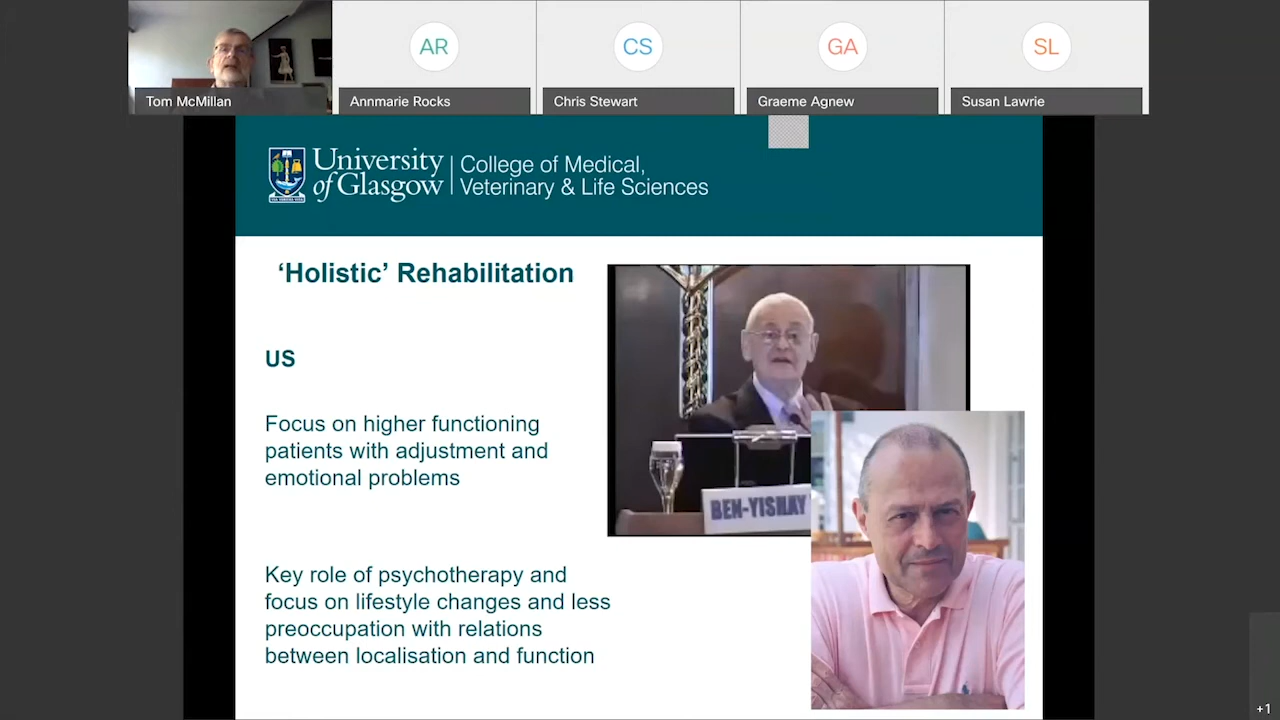 AR
CS
GA
SL
Tom McMillan
Annmarie Rocks
Chris Stewart
Graeme Agnew
Susan Lawrie
University
of Glasgow
College of Medical,
Veterinary & Life Sciences
‘Holistic’ Rehabilitation
US
Focus on higher functioning
patients with adjustment and
emotional problems
BEN-YISHAY
Key role of psychotherapy and
focus on lifestyle changes and less
preoccupation with relations
between localisation and function
+1